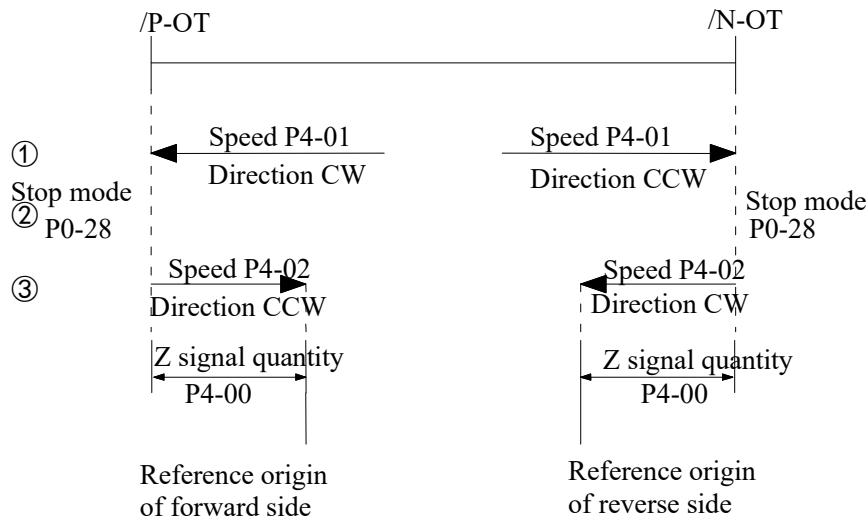 /P-OT
/N-OT
Speed P4-01
Speed P4-01
①
Direction CW
Direction CCW
Stop mode
Stop mode
②
P0-28
P0-28
Speed P4-02
Speed P4-02
③
Direction CCW
Direction CW
Z signal quantity
Z signal quantity
P4-00
P4-00
Reference origin
of forward side
Reference origin
of reverse side